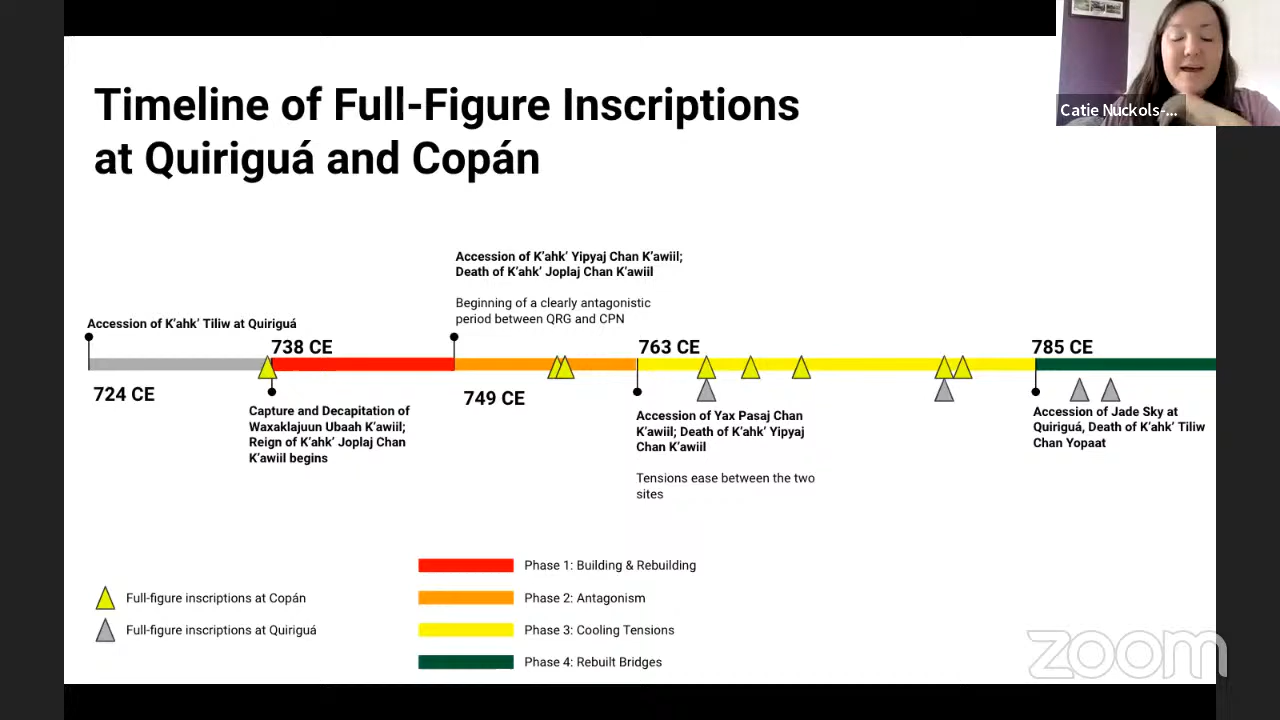 Timeline of Full-Figure Inscriptions
at Quiriguá and Copán
Catie Nuckols-...
Accession of K'ahk' Yipyaj Chan K'awiil;
Death of K'ahk' Joplaj Chan K'awiil
Beginning of a clearly antagonistic
period between QRG and CPN
Accession of K'ahk' Tiliw at Quiriguá
738 CE
763 CE
785 CE
724 CE
749 CE
Capture and Decapitation of
Waxaklajuun Ubaah K'awiil;
Reign of K'ahk' Joplaj Chan
K'awiil begins
Accession of Yax Pasaj Chan
K'awiil; Death of K'ahk' Yipyaj
Chan K'awiil
Tensions ease between the two
sites
Accession of Jade Sky at
Quiriguá, Death of K'ahk' Tiliw
Chan Yopaat
Full-figure inscriptions at Copán
Full-figure inscriptions at Quiriguá
Phase 1: Building & Rebuilding
Phase 2: Antagonism
Phase 3: Cooling Tensions
Phase 4: Rebuilt Bridges
zoom